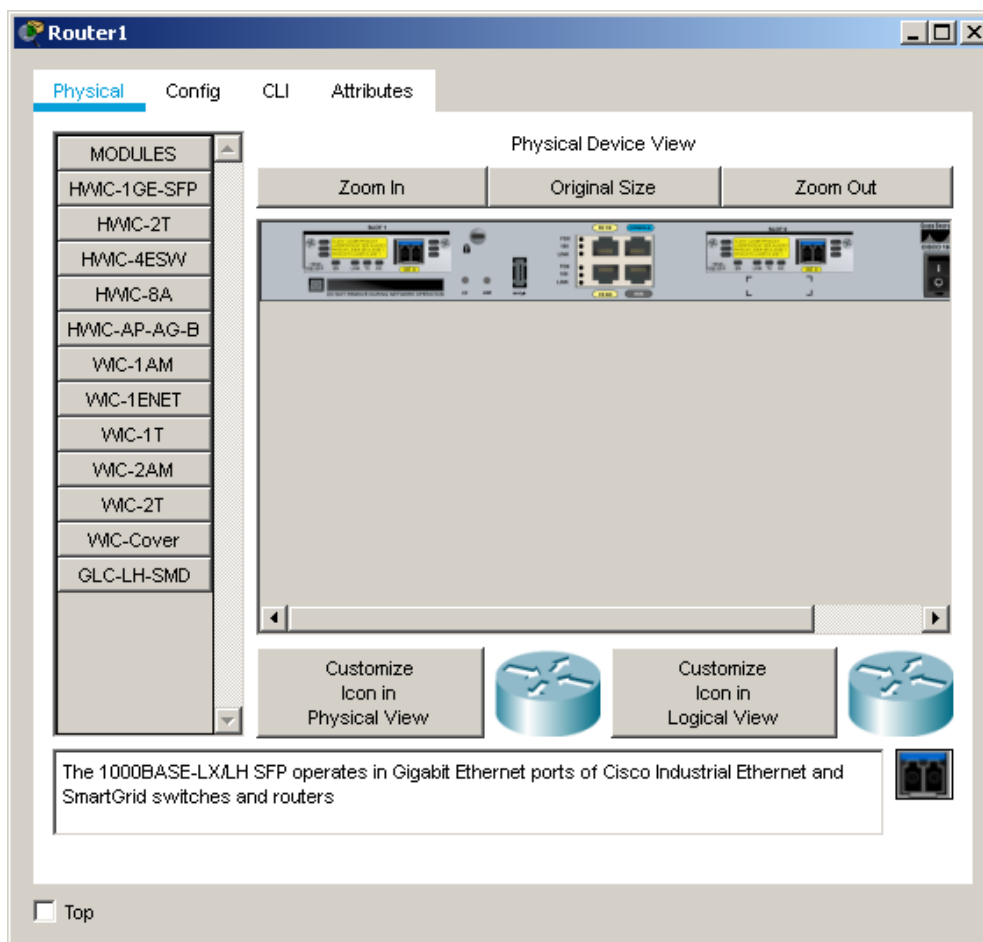 Router1
Physical Config CLI Attributes
MODULES
HWIC-1GE-SFP
HWIC-2T
HWIC-4ESW
HWIC-8A
HWIC-AP-AG-B
WIC-1AM
WIC-1ENET
WIC-1T
WIC-2AM
WIC-2T
WIC-Cover
GLC-LH-SMD
Physical Device View
Zoom In Original Size Zoom Out
SLOT 1
Customize
Icon in
Physical View
Customize
Icon in
Logical View
The 1000BASE-LX/LH SFP operates in Gigabit Ethernet ports of Cisco Industrial Ethernet and
SmartGrid switches and routers
Top